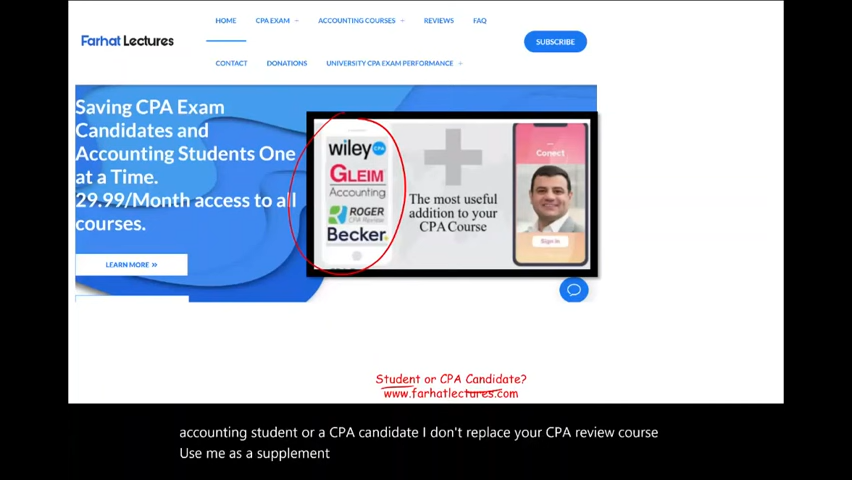 HOME
CPA EXAM
ACCOUNTING COURSES
REVIEWS
FAQ
Farhat Lectures
SUBSCRIBE
CONTACT
DONATIONS
UNIVERSITY CPA EXAM PERFORMANCE
Saving CPA Exam
Candidates and
Accounting Students One
at a Time.
29.99/Month access to all
courses.
LEARN MORE »
wiley CPA
GLEIM
Accounting
ROGER
CPA Review
Becker.
The most useful
addition to your
CPA Course
Conect
Sign in
Student or CPA Candidate?
www.farhatlectures.com
accounting student or a CPA candidate I don't replace your CPA review course
Use me as a supplement